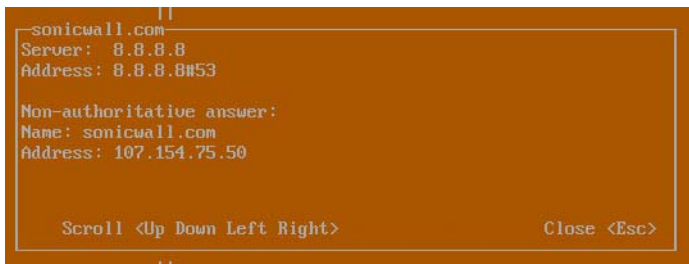 sonicwall.com
Server: 8.8.8.8
Address: 8.8.8.8#53
Non-authoritative answer:
Name: sonicwall.com
Address: 107.154.75.50
Scroll <Up Down Left Right> Close <Esc>